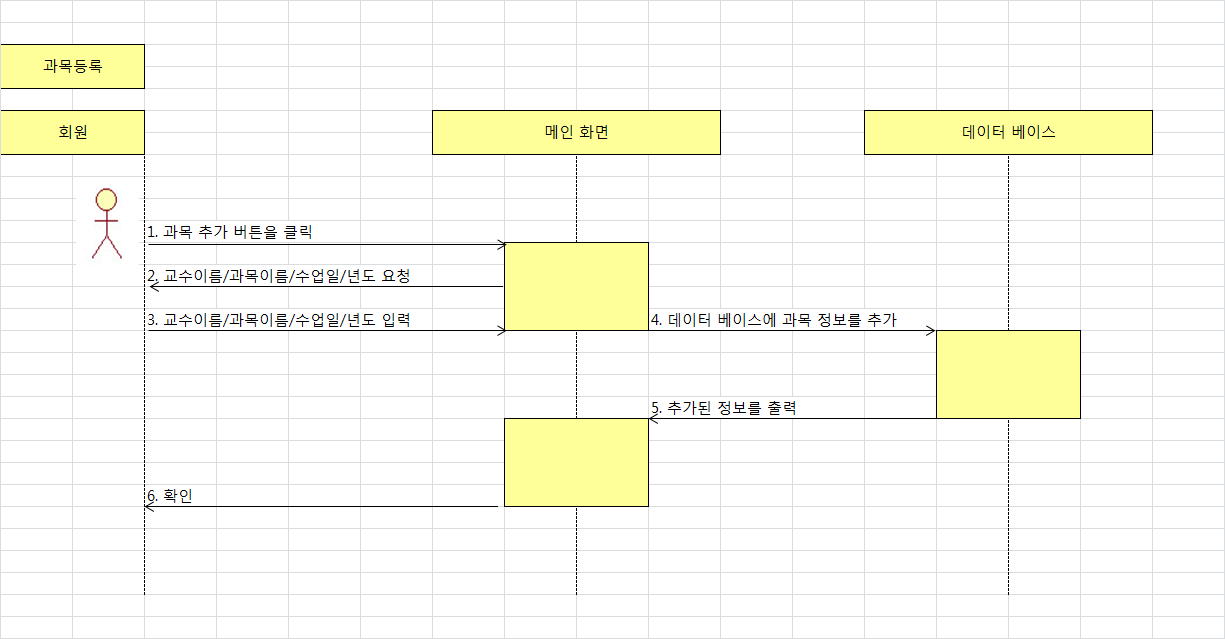 과목등록
회원
메인 화면
데이터 베이스
1. 과목 추가 버튼을 클릭
2. 교수이름/과목이름/수업일/년도 요청
3. 교수이름/과목이름/수업일/년도 입력
4. 데이터 베이스에 과목 정보를 추가
5. 추가된 정보를 출력
6. 확인